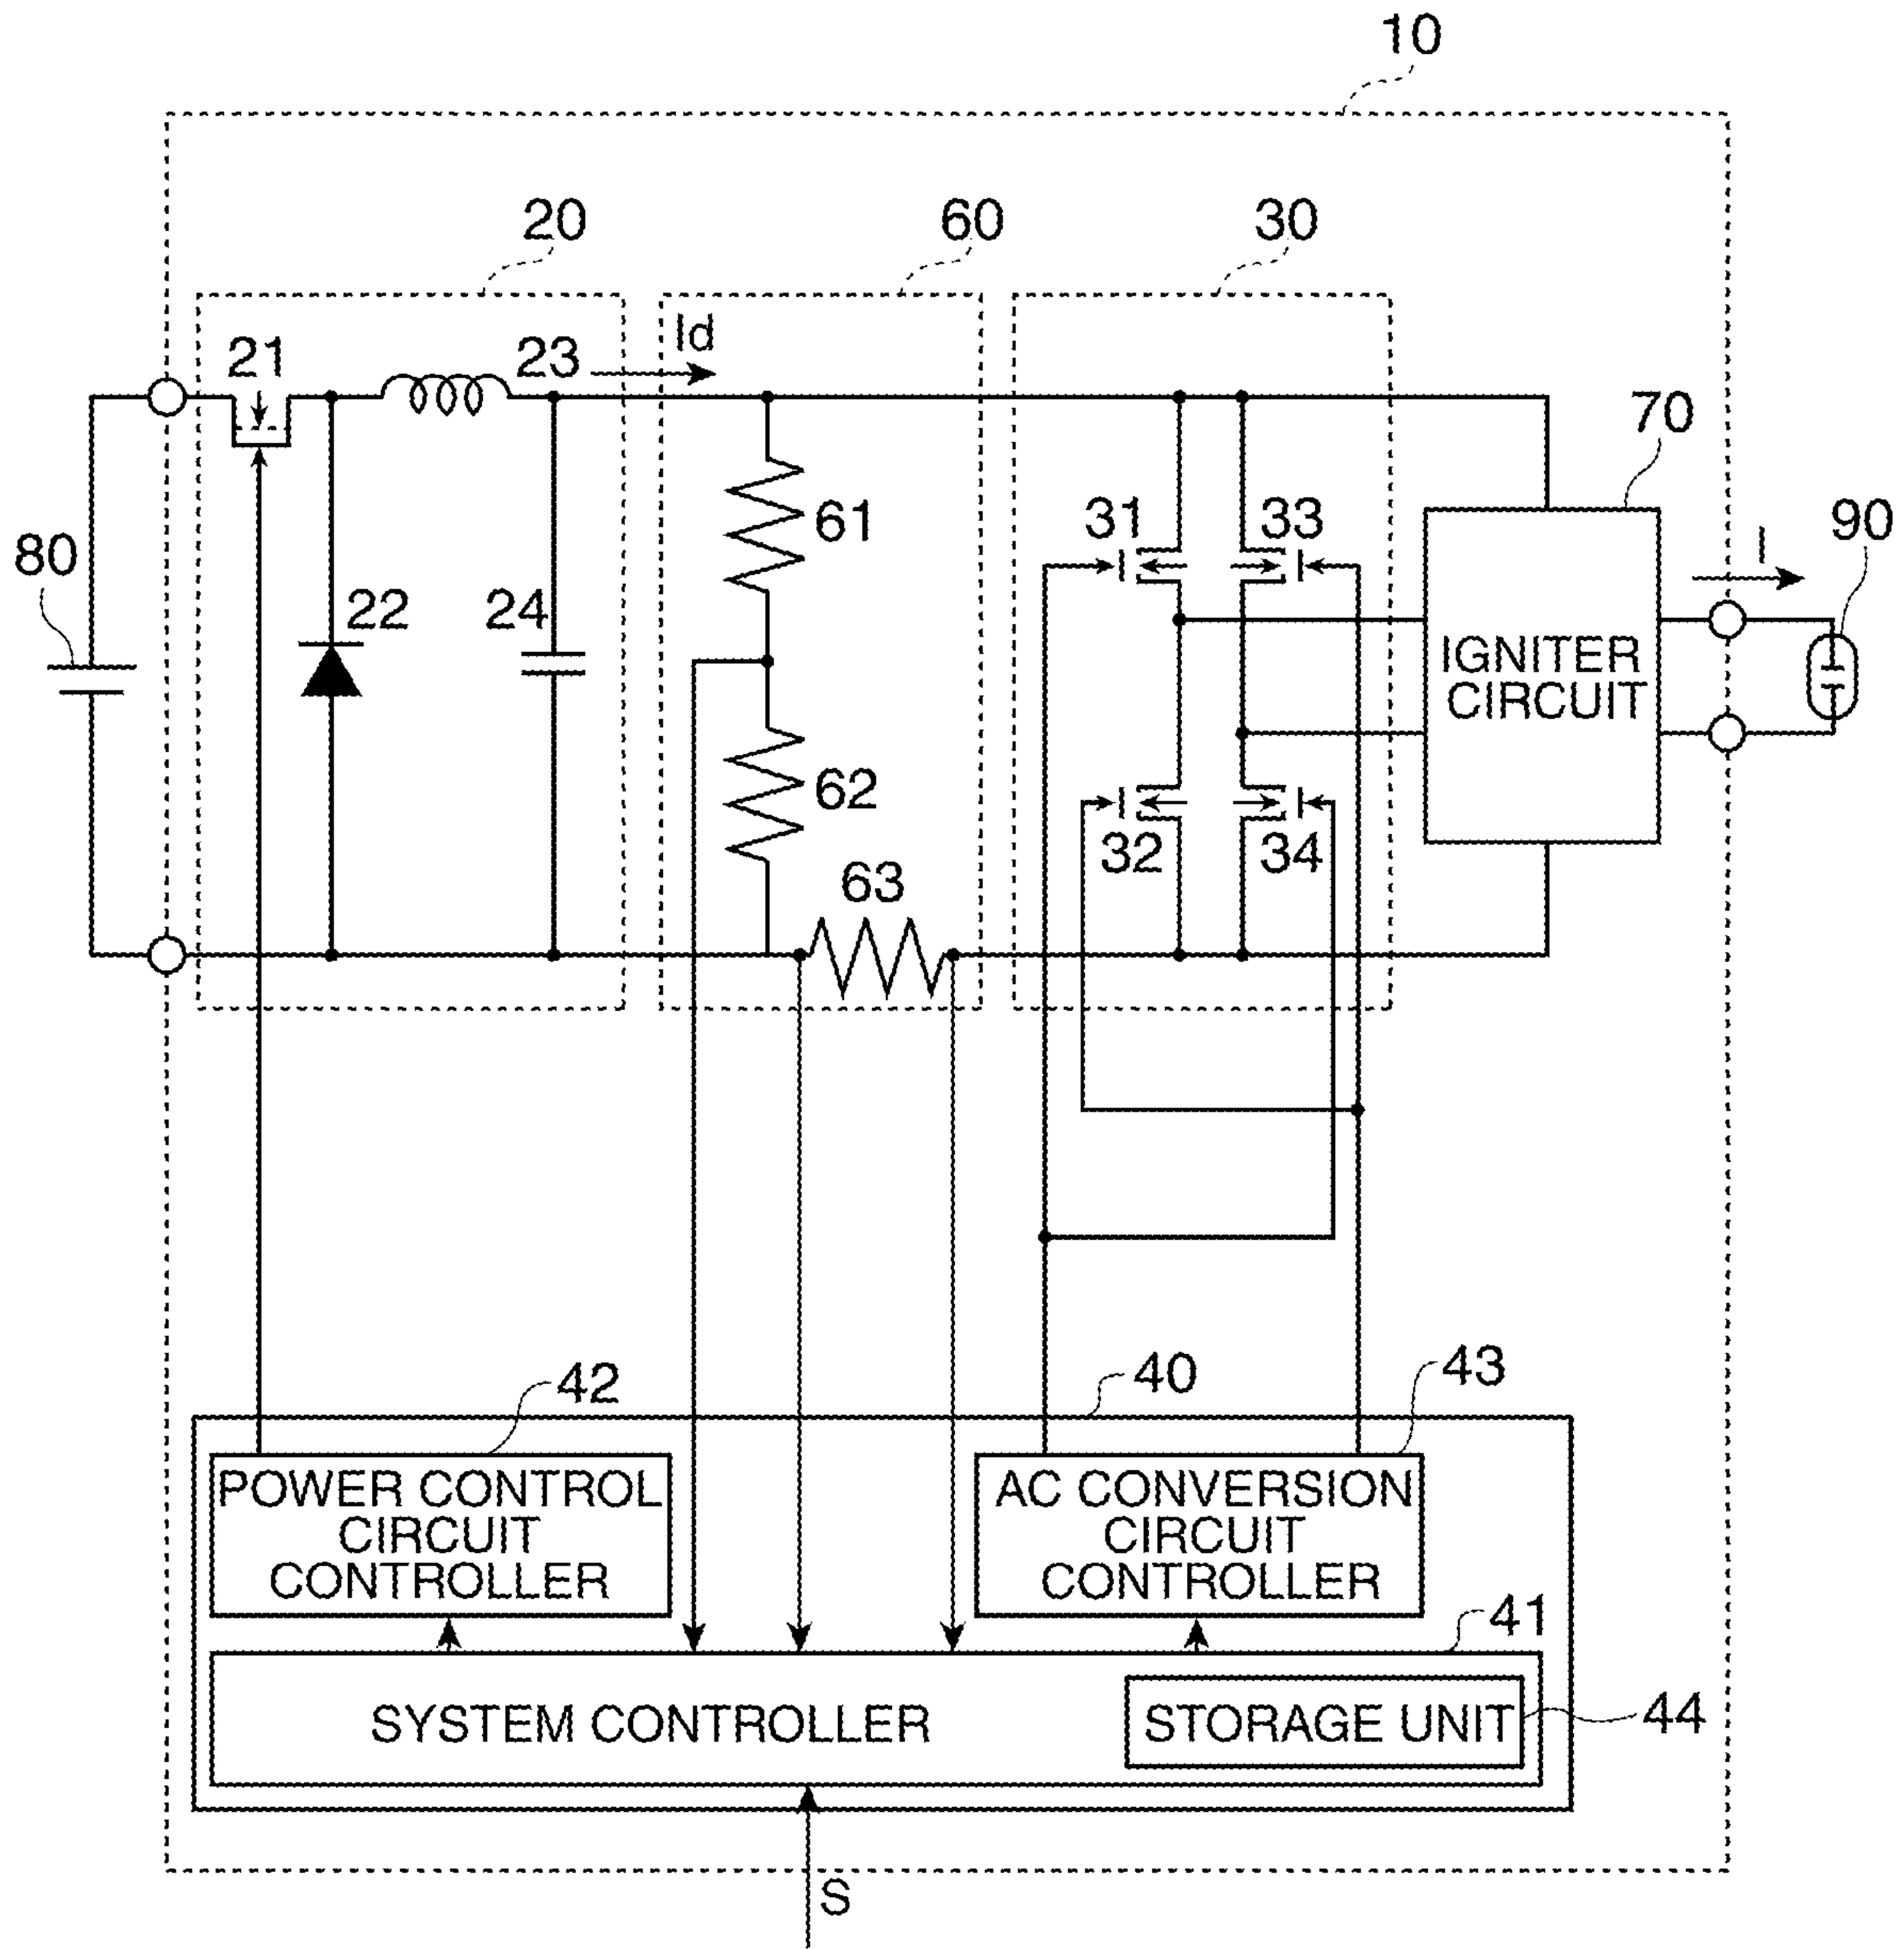 10
20
60
30
21
23
Id
70
61
31
33
90
80
I
22
24
IGNITER
CIRCUIT
62
32
34
63
42
40
43
POWER CONTROL
CIRCUIT
CONTROLLER
AC CONVERSION
CIRCUIT
CONTROLLER
41
SYSTEM CONTROLLER
STORAGE UNIT
44
S